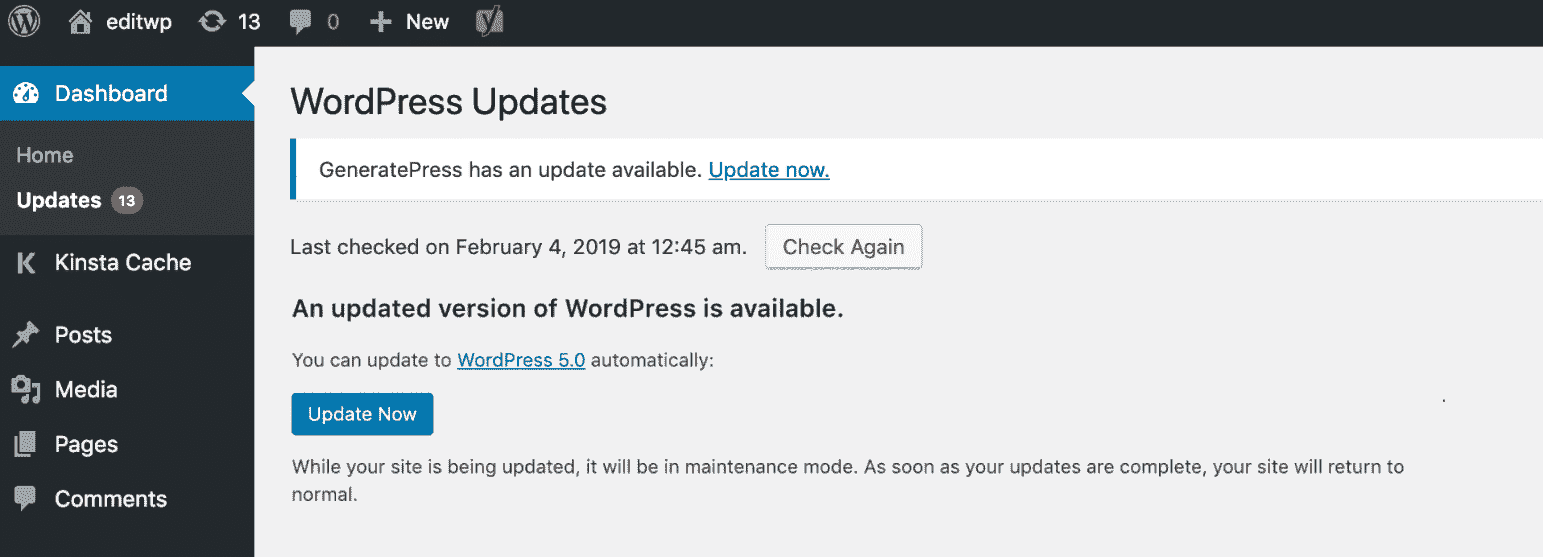 editwp 13 0 New
Dashboard
Home
Updates 13
Kinsta Cache
Posts
Media
Pages
Comments
WordPress Updates
GeneratePress has an update available. Update now.
Last checked on February 4, 2019 at 12:45 am. Check Again
An updated version of WordPress is available.
You can update to WordPress 5.0 automatically:
Update Now
While your site is being updated, it will be in maintenance mode. As soon as your updates are complete, your site will return to
normal.